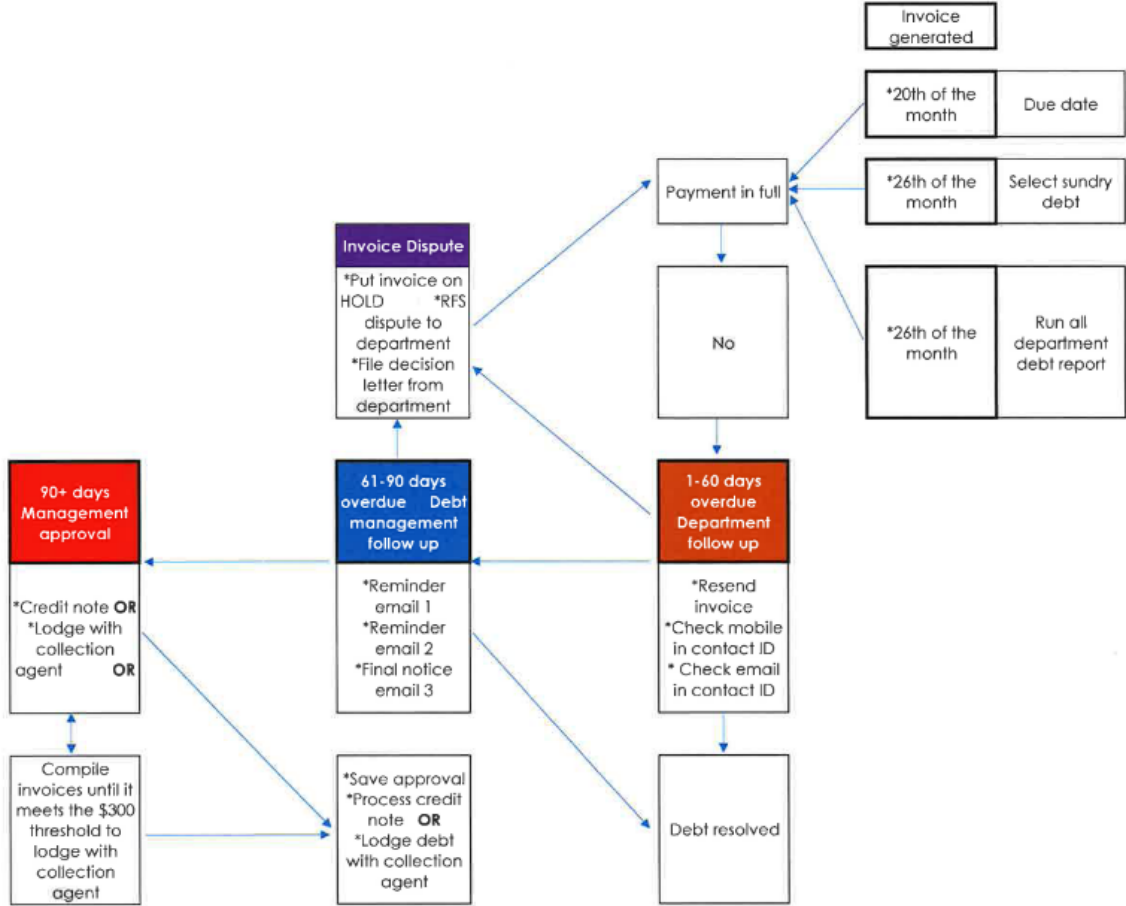 Invoice
generated
*20th of the
month
Due date
*26th of the
month
Select sundry
debt
*26th of the
month
Run all
department
debt report
Payment in full
No
Invoice Dispute
*Put invoice on
HOLD *RFS
dispute to
department
*File decision
letter from
department
90+ days
Management
approval
*Credit note OR
*Lodge with
collection
agent OR
61-90 days
overdue Debt
management
follow up
*Reminder
email 1
*Reminder
email 2
*Final notice
email 3
1-60 days
overdue
Department
follow up
*Resend
invoice
*Check mobile
in contact ID
* Check email
in contact ID
Compile
invoices until it
meets the $300
threshold to
lodge with
collection
agent
*Save approval
*Process credit
note OR
*Lodge debt
with collection
agent
Debt resolved